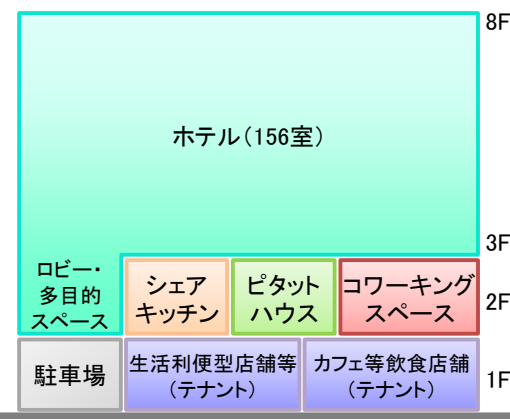 8F
ホテル(156室)
3F
ロビー・
多目的
スペース
シェア
キッチン
ピタット
ハウス
コワーキング
スペース
2F
駐車場
生活利便型店舗等
(テナント)
カフェ等飲食店舗
(テナント)
1F